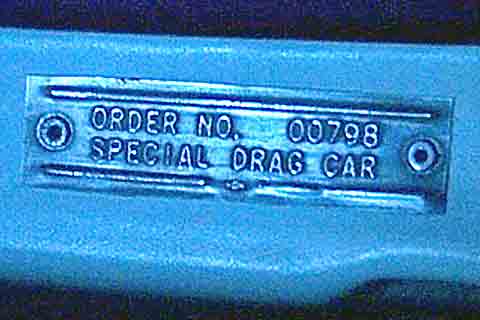 ORDER NO. 00798
SPECIAL DRAG CAR